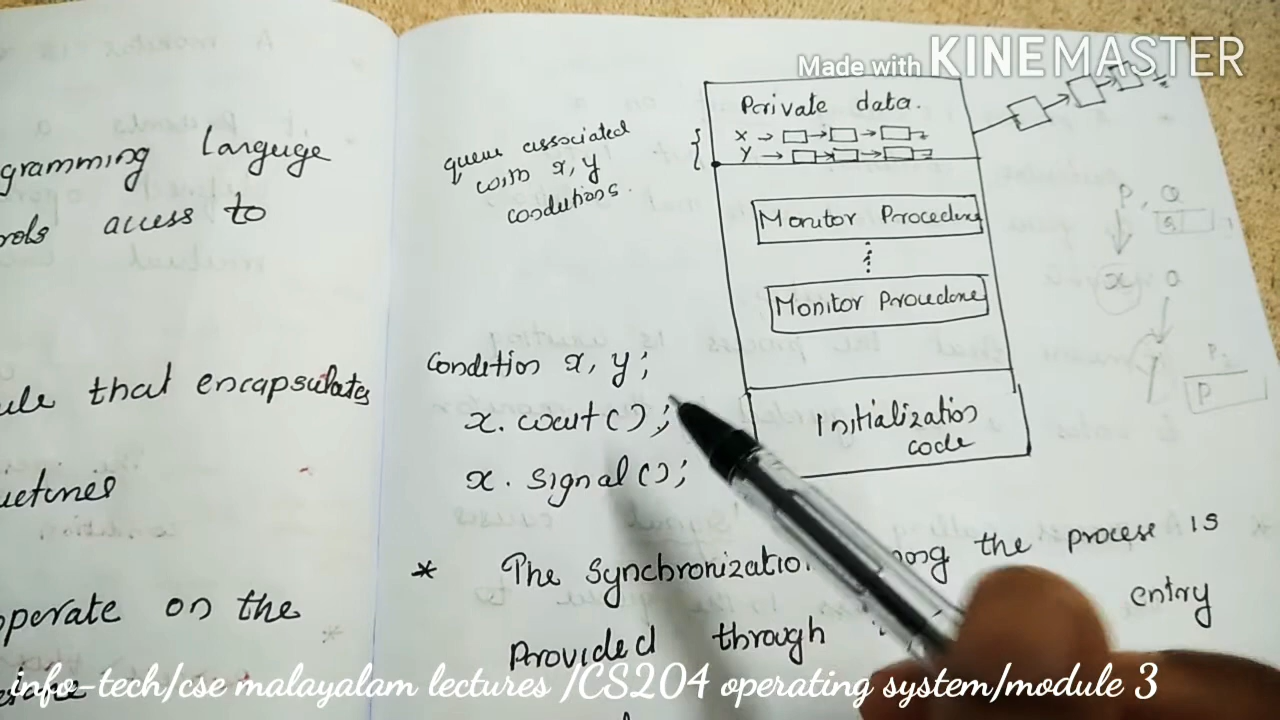 Made with KINEMASTER
gramming languge
rols access to
ule that encapsulates
uctines
operate on the
Private data.
x
y
queue associated
with x, y
conditions.
Monitor Procedure
Monitor Procedure
Initialization
code
P, Q
x a
P
Condition x, y;
x. wait();
x. signal();
* The synchronization among the process is
Provided through entry
info-tech/cse malayalam lectures /CS204 operating system/module 3